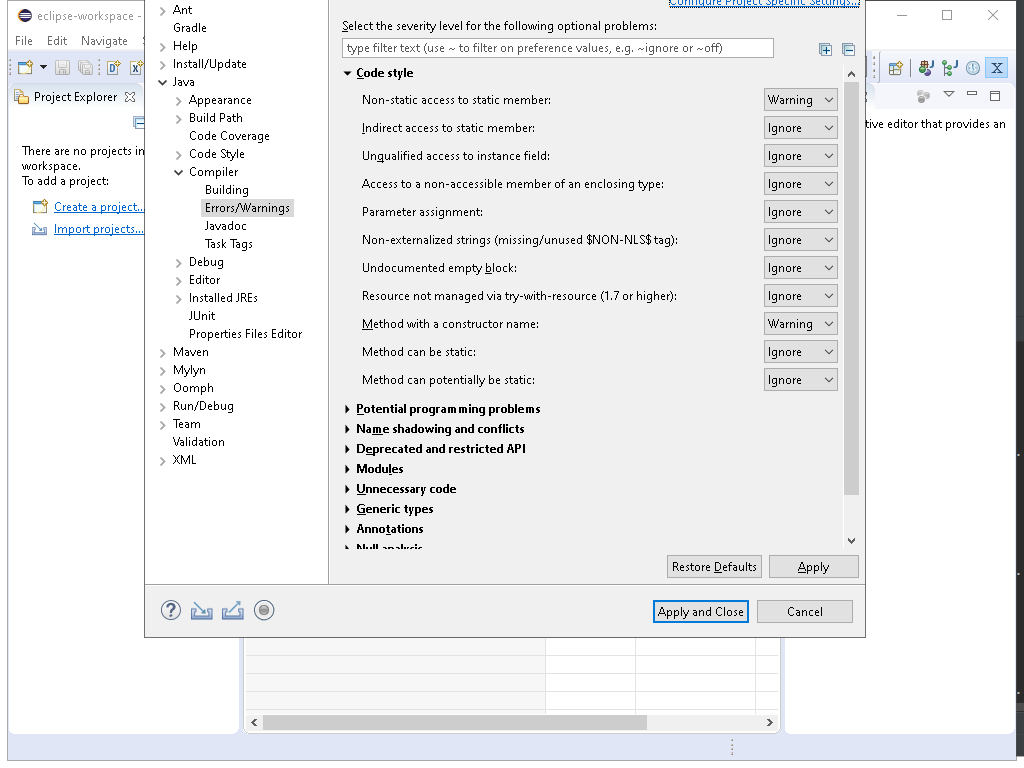 eclipse-workspace -
File Edit Navigate
Project Explorer
There are no projects in
workspace.
To add a project:
Create a project...
Import projects...
Ant
Gradle
Help
Install/Update
Java
Appearance
Build Path
Code Coverage
Code Style
Compiler
Building
Errors/Warnings
Javadoc
Task Tags
Debug
Editor
Installed JREs
JUnit
Properties Files Editor
Maven
Mylyn
Oomph
Run/Debug
Team
Validation
XML
Configure Project Specific Settings...
Select the severity level for the following optional problems:
type filter text (use ~ to filter on preference values, e.g. ~ignore or ~off)
Code style
Non-static access to static member: Warning
Indirect access to static member: Ignore
Unqualified access to instance field: Ignore
Access to a non-accessible member of an enclosing type: Ignore
Parameter assignment: Ignore
Non-externalized strings (missing/unused $NON-NLS$ tag): Ignore
Undocumented empty block: Ignore
Resource not managed via try-with-resource (1.7 or higher): Ignore
Method with a constructor name: Warning
Method can be static: Ignore
Method can potentially be static: Ignore
Potential programming problems
Name shadowing and conflicts
Deprecated and restricted API
Modules
Unnecessary code
Generic types
Annotations
Null analysis
Restore Defaults Apply
Apply and Close Cancel
tive editor that provides an